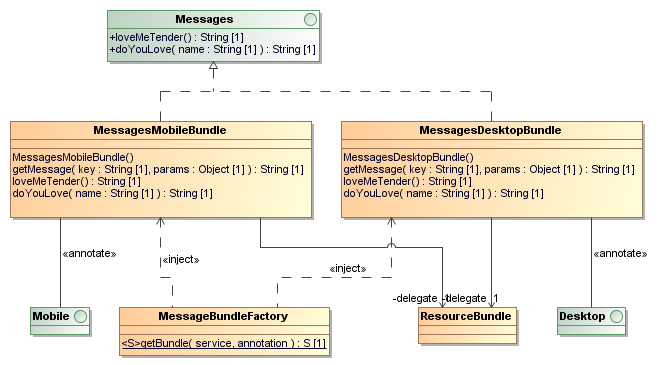 Messages
+loveMeTender() : String [1]
+doYouLove( name : String [1] ) : String [1]
MessagesMobileBundle
MessagesMobileBundle()
getMessage( key : String [1], params : Object [1] ) : String [1]
loveMeTender() : String [1]
doYouLove( name : String [1] ) : String [1]
MessagesDesktopBundle
MessagesDesktopBundle()
getMessage( key : String [1], params : Object [1] ) : String [1]
loveMeTender() : String [1]
doYouLove( name : String [1] ) : String [1]
«annotate»
«inject»
«inject»
«annotate»
-delegate 1
-delegate 1
Mobile
MessageBundleFactory
<S>getBundle( service, annotation ) : S [1]
ResourceBundle
Desktop